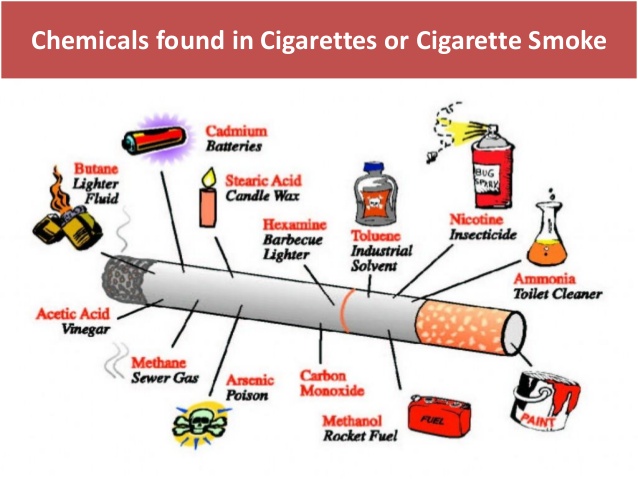 Chemicals found in Cigarettes or Cigarette Smoke
Cadmium
Batteries
Butane
Lighter
Fluid
Stearic Acid
Candle Wax
Hexamine
Barbecue
Lighter
Toluene
Industrial
Solvent
BUG
SPRAY
Nicotine
Insecticide
Ammonia
Toilet Cleaner
Acetic Acid
Vinegar
Methane
Sewer Gas
Arsenic
Poison
Carbon
Monoxide
Methanol
Rocket Fuel
FUEL
PAINT